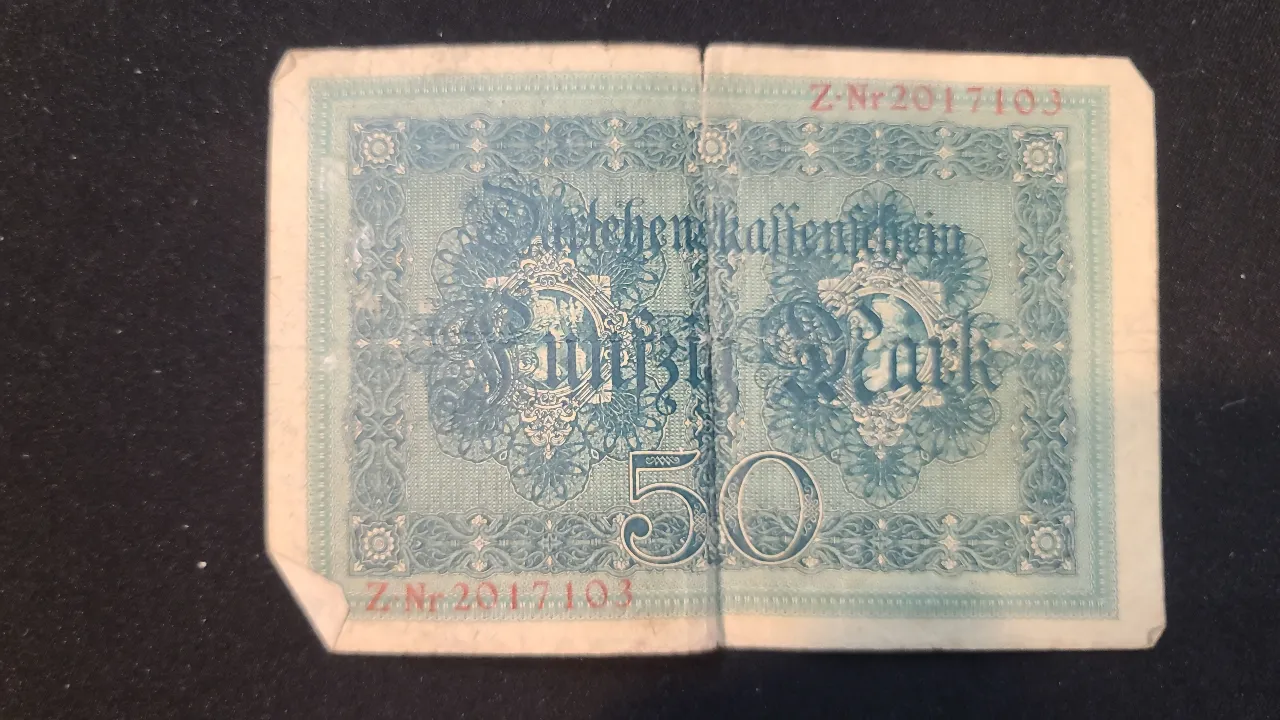 Z·Nr 2017103
Darlehenskassenschein
Fünfzig Mark
50
Z·Nr 2017103